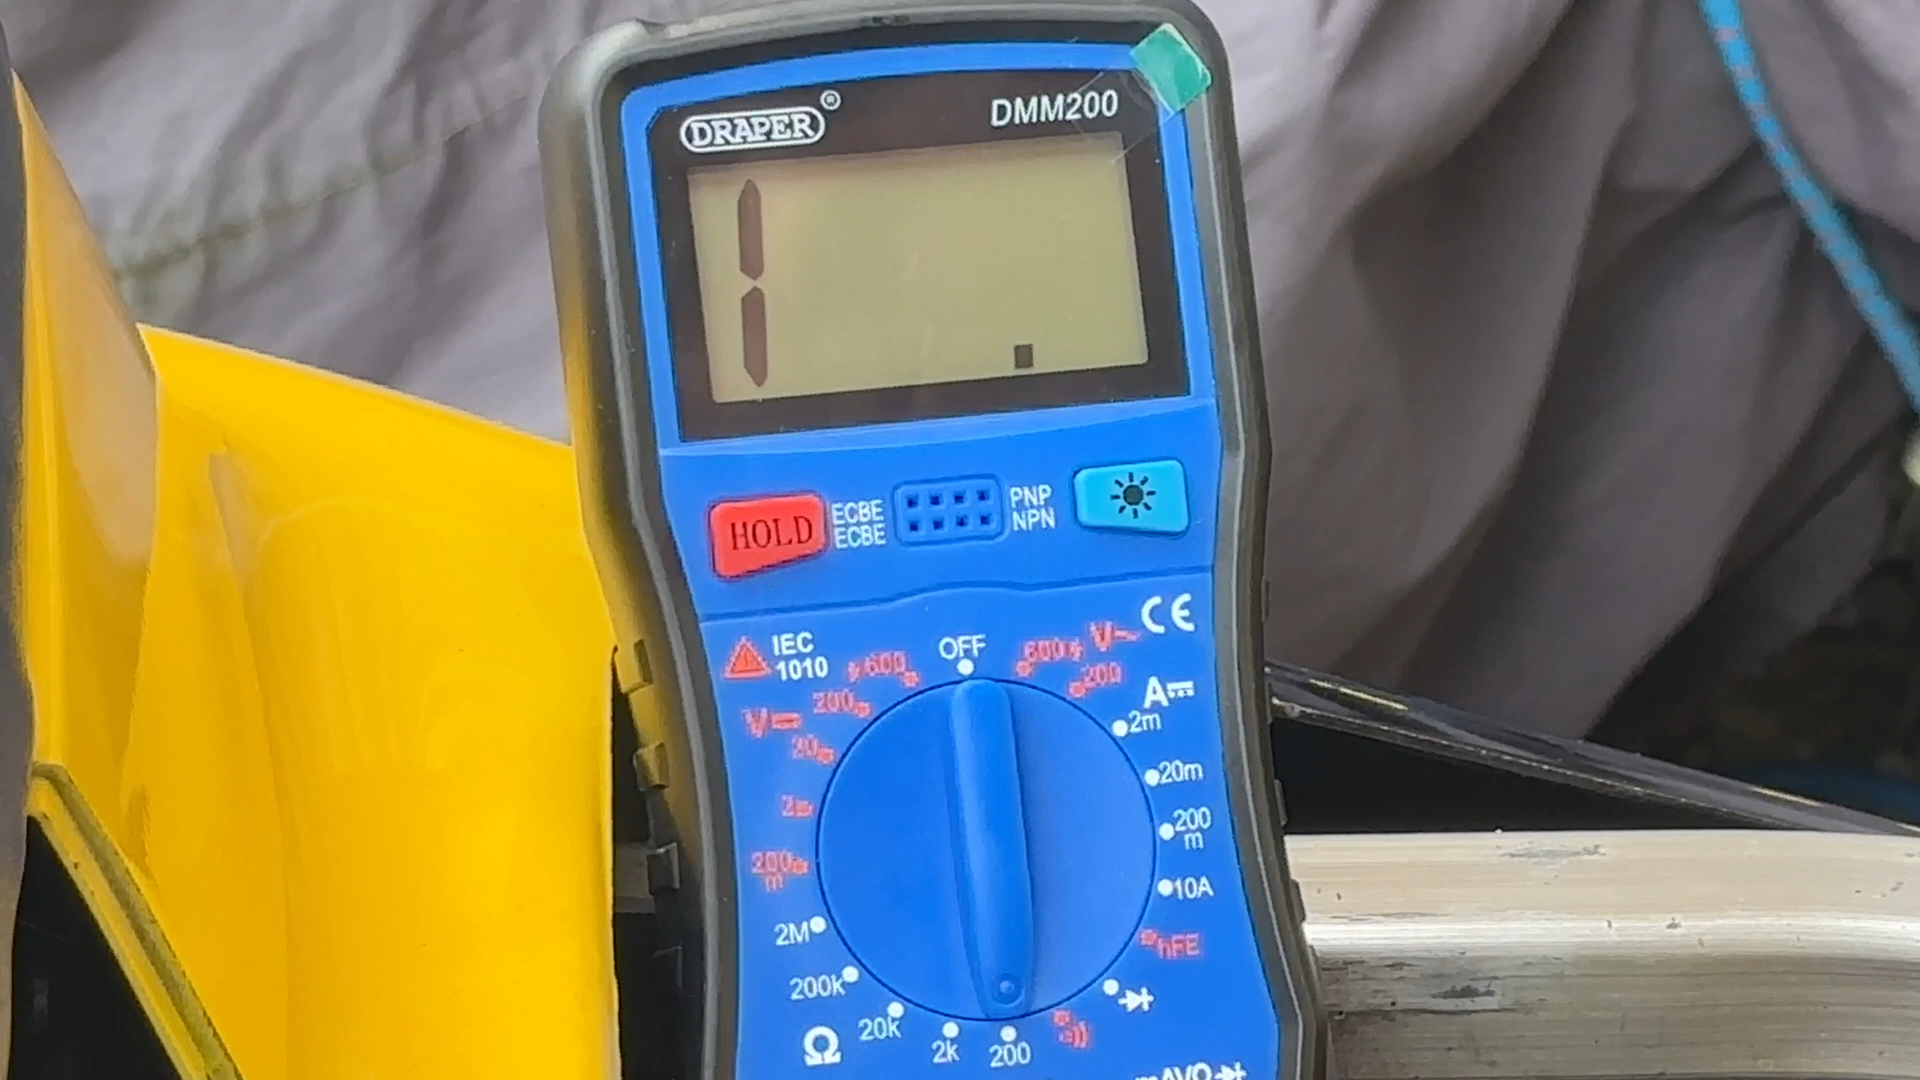 DRAPER®
DMM200
1 .
HOLD
ECBE
ECBE
PNP
NPN
CE
IEC
1010
OFF
600
200
20
2
200
m
V
600
V~
200
A
2m
20m
200
m
10A
hFE
2M
200k
20k
2k
200
Ω